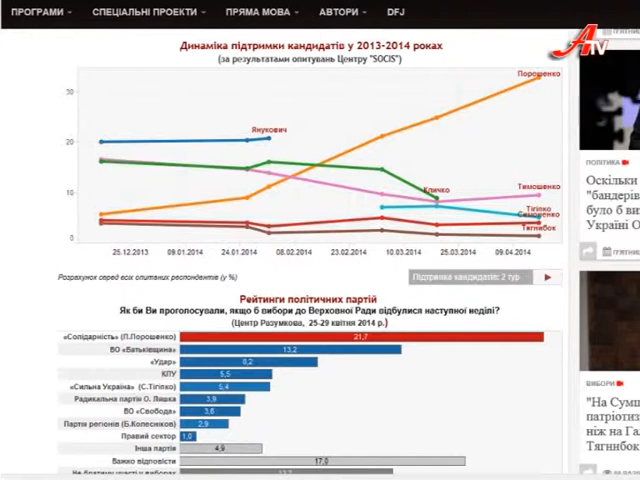 ПРОГРАМИ СПЕЦІАЛЬНІ ПРОЕКТИ ПРЯМА МОВА АВТОРИ DFJ
ATV
Динаміка підтримки кандидатів у 2013-2014 роках
(за результатами опитувань Центру "SOCIS")
Порошенко
30
Янукович
20
Кличко
Тимошенко
10
Тігіпко
Симоненко
Тягнибок
0
25.12.2013 09.01.2014 24.01.2014 08.02.2014 10.03.2014 25.03.2014 09.04.2014
Розрахунок серед есіх опитаних респондентів (у %)
Підтримка кандидатів: 2 тур
Рейтинги політичних партій
Як би Ви проголосували, якщо б вибори до Верховної Ради відбулися наступної неділі?
(Центр Разумкова, 25-29 квітня 2014 р.)
«Солідарність» (П.Порошенко) 21,7
ВО «Батьківщина» 13,2
«Удар» 8,2
КПУ 5,5
«Сильна Україна» (С.Тігіпко) 5,4
Радикальна партія О. Ляшка 3,9
ВО «Свобода» 3,6
Партія регіонів (Б.Колесніков) 2,9
Правий сектор 1,0
Інша партія 4,9
Важко відповісти 17,0
Не братиму участі у виборах
ПОЛІТИКА
Оскільки
"бандерів
було б ви
Україні О
ВИБОРИ
"На Сумщ
патріотиз
ніж на Гал
Тягнибок